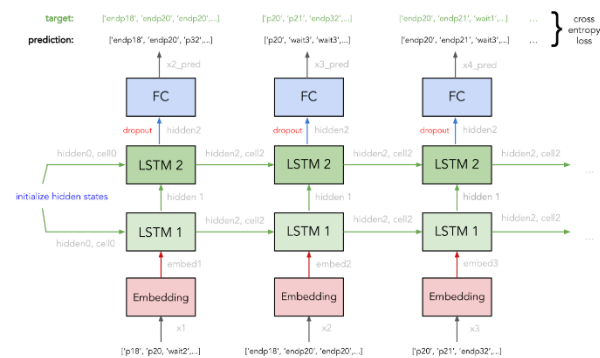 target: ['endp18', 'endp20', 'endp20',...] ['p20', 'p21', 'endp32',...] ['endp20', 'endp21', 'wait1',...] ... cross
prediction: ['endp18', 'endp20', 'p32',...] ['p20', 'wait3', 'wait3',...] ['endp20', 'endp21', 'wait3',...] ... entropy
loss
x2_pred x3_pred x4_pred
FC FC FC
dropout hidden2 dropout hidden2 dropout hidden2
hidden0, cell0 hidden2, cell2 hidden2, cell2 hidden2, cell2
LSTM 2 LSTM 2 LSTM 2 ...
initialize hidden states hidden 1 hidden 1 hidden 1
hidden0, cell0 hidden2, cell2 hidden2, cell2 hidden2, cell2
LSTM 1 LSTM 1 LSTM 1 ...
embed1 embed2 embed3
Embedding Embedding Embedding
x1 x2 x3
['p18', 'p20, 'wait2',...] ['endp18', 'endp20', 'endp20',...] ['p20', 'p21', 'endp32',...] ...